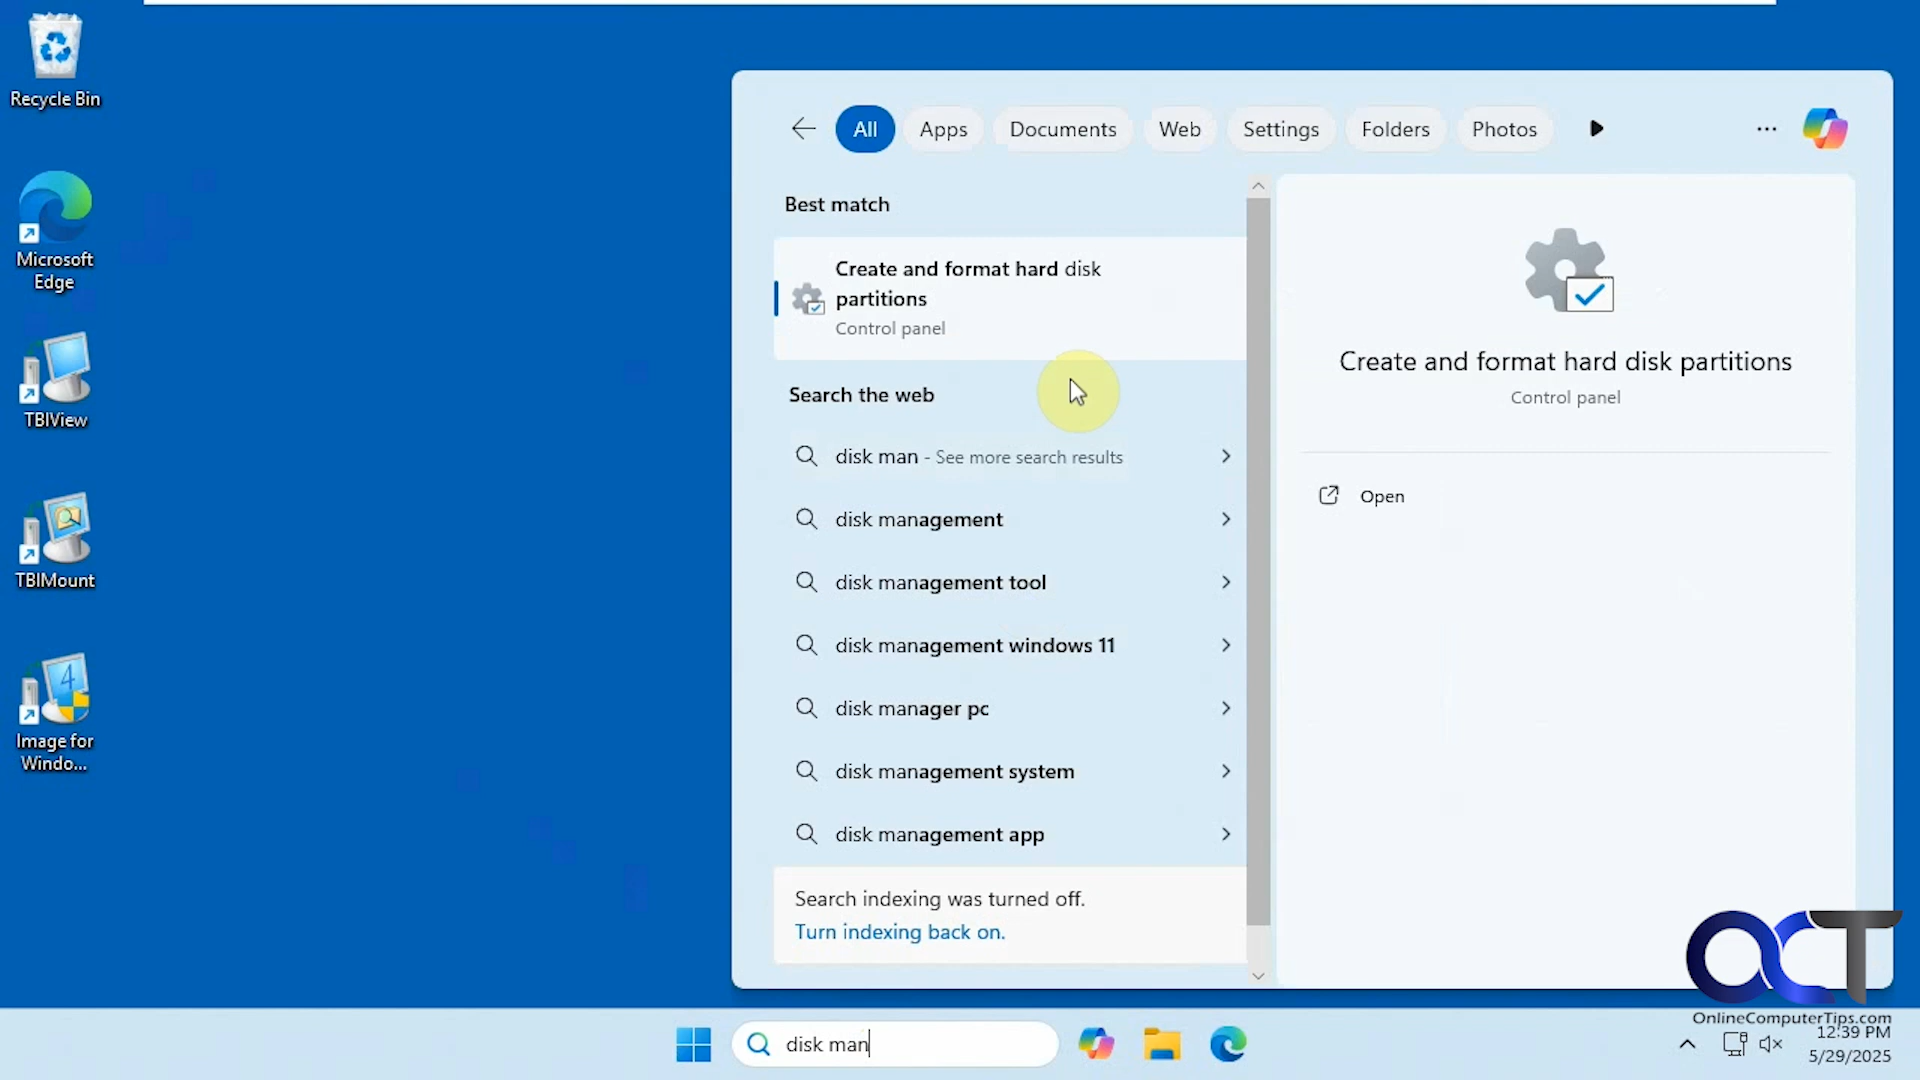 Recycle Bin
Microsoft
Edge
TBIView
TBIMount
4
Image for
Windo...
All
Apps
Documents
Web
Settings
Folders
Photos
Best match
Create and format hard disk
partitions
Control panel
Search the web
disk man - See more search results
disk management
disk management tool
disk management windows 11
disk manager pc
disk management system
disk management app
Search indexing was turned off.
Turn indexing back on.
Create and format hard disk partitions
Control panel
Open
OCT
OnlineComputerTips.com
disk man
12:39 PM
5/29/2025